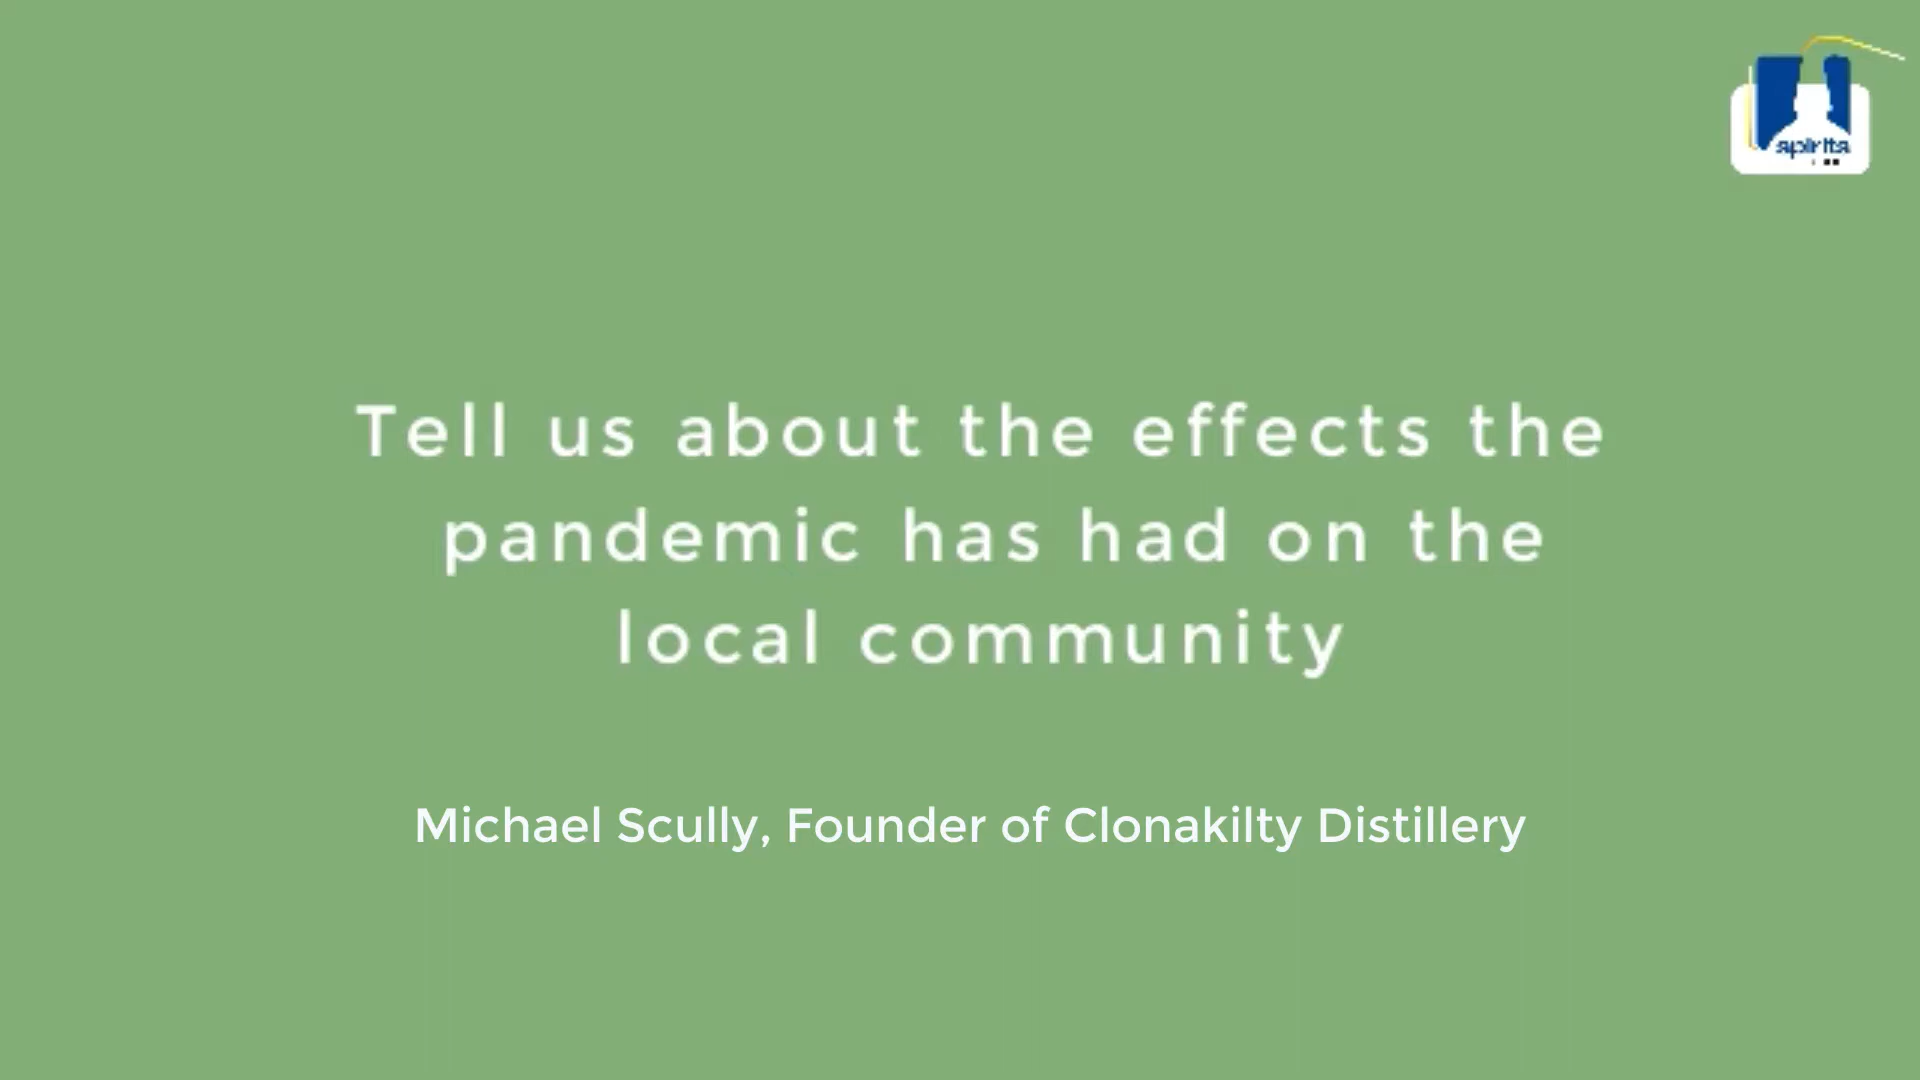 spirits
Tell us about the effects the
pandemic has had on the
local community
Michael Scully, Founder of Clonakilty Distillery